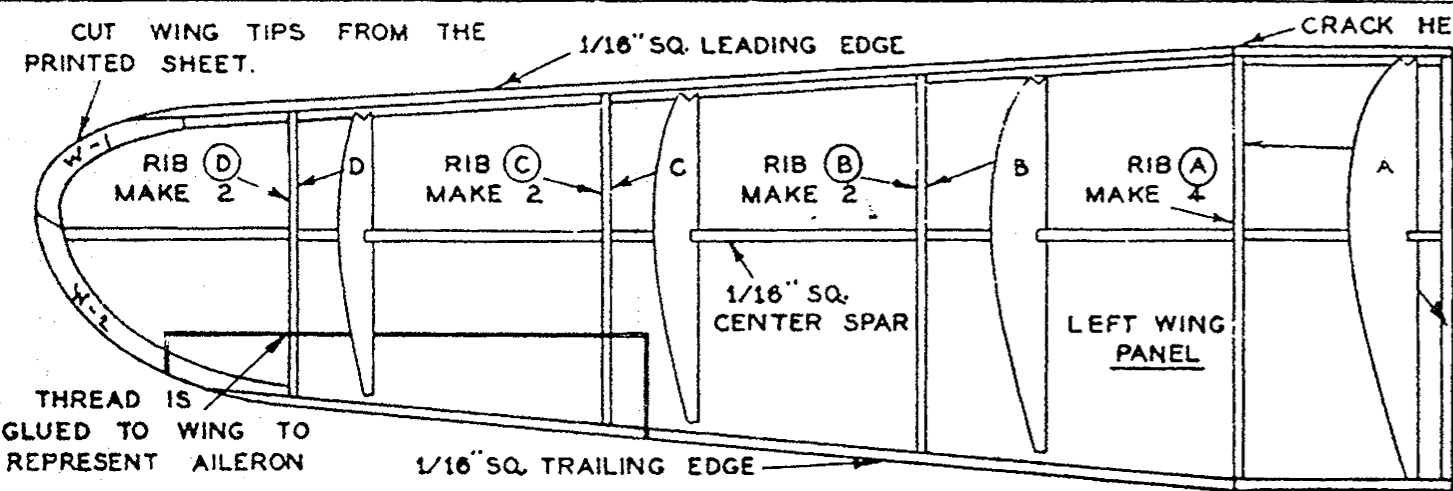 CUT WING TIPS FROM THE
PRINTED SHEET.
1/16" SQ. LEADING EDGE
CRACK HE
W-1
RIB D
MAKE 2
D
RIB C
MAKE 2
C
RIB B
MAKE 2
B
RIB A
MAKE 4
A
W-2
1/16" SQ.
CENTER SPAR
LEFT WING
PANEL
THREAD IS
GLUED TO WING TO
REPRESENT AILERON
1/16" SQ. TRAILING EDGE